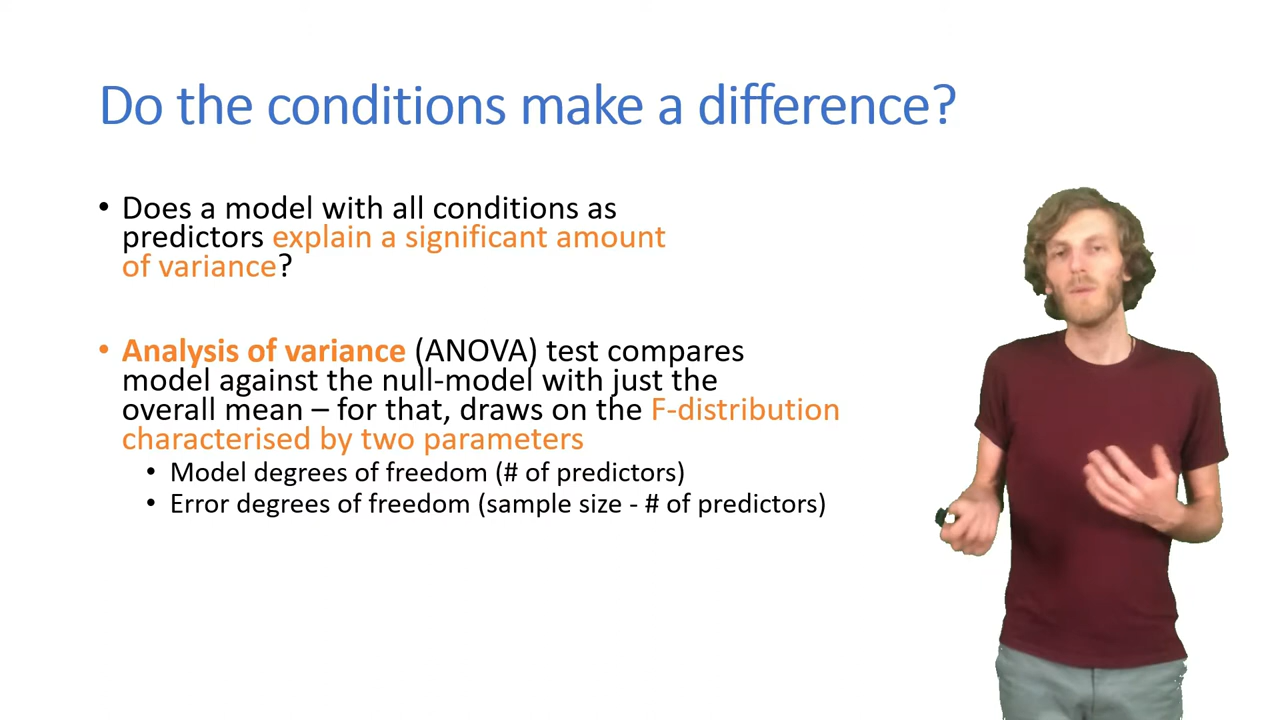 Do the conditions make a difference?
• Does a model with all conditions as
predictors explain a significant amount
of variance?
• Analysis of variance (ANOVA) test compares
model against the null-model with just the
overall mean – for that, draws on the F-distribution
characterised by two parameters
• Model degrees of freedom (# of predictors)
• Error degrees of freedom (sample size - # of predictors)